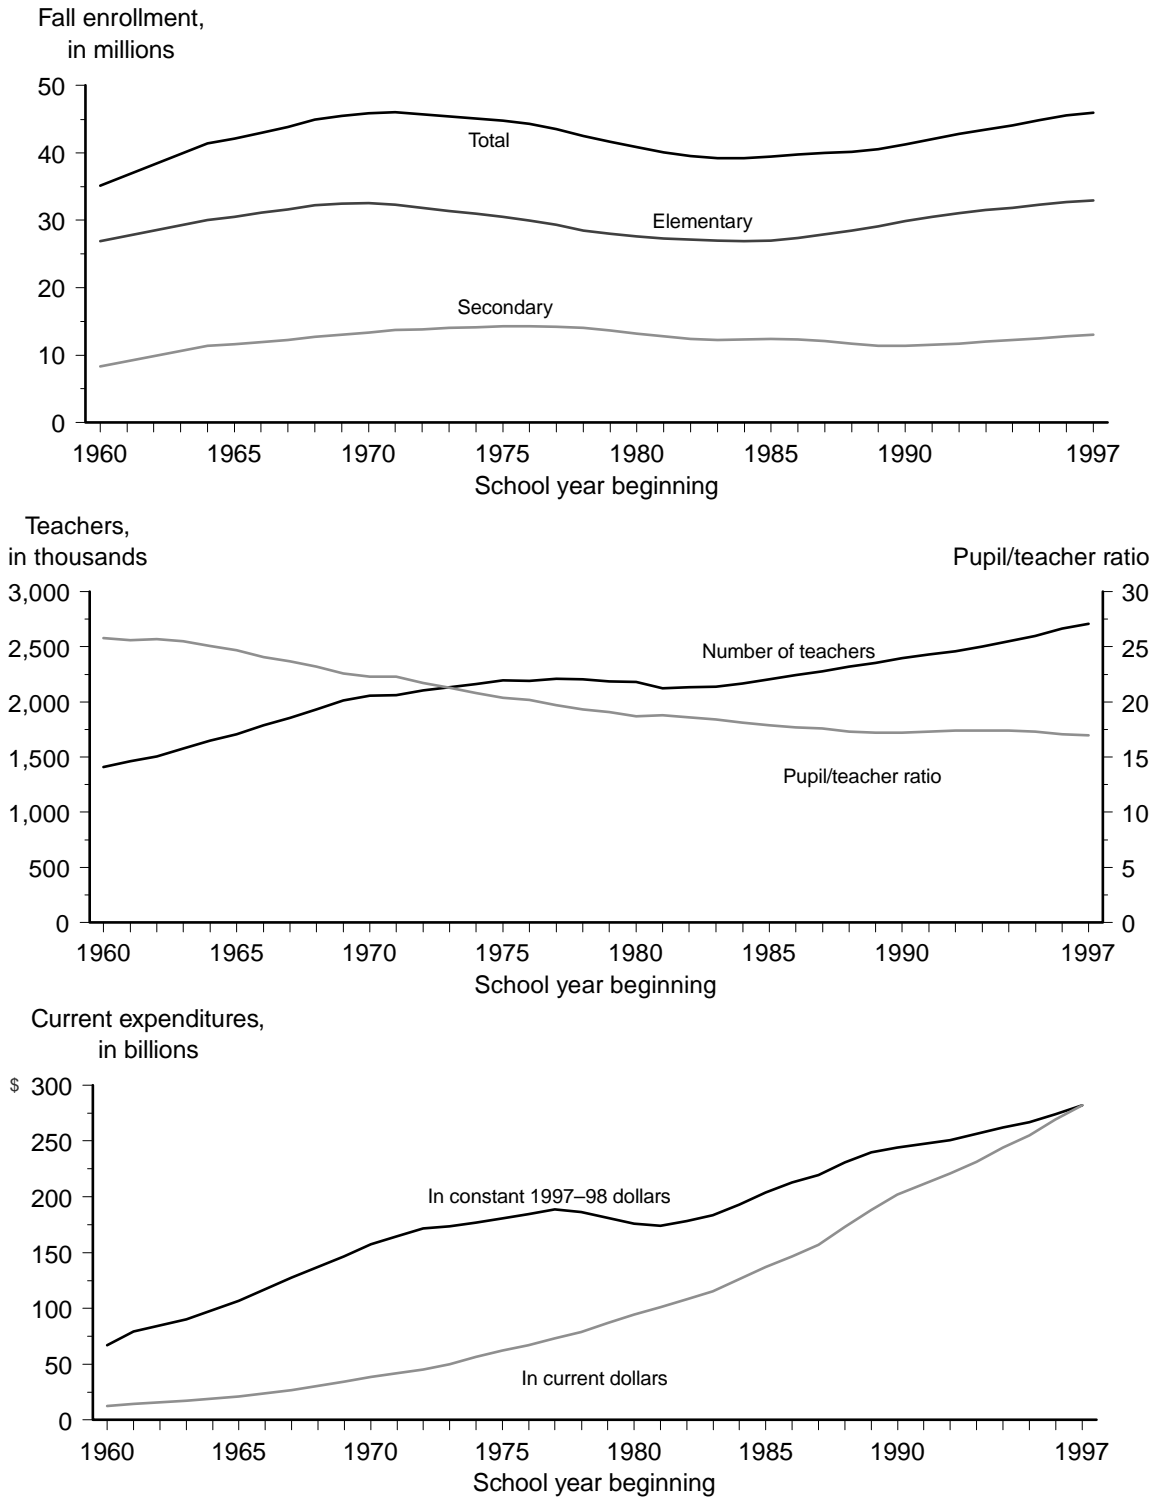 Fall enrollment,
in millions
50
40
30
20
10
0
Total
Elementary
Secondary
1960 1965 1970 1975 1980 1985 1990 1997
School year beginning
Teachers,
in thousands
Pupil/teacher ratio
3,000 30
2,500 25
2,000 20
1,500 15
1,000 10
500 5
0 0
Number of teachers
Pupil/teacher ratio
1960 1965 1970 1975 1980 1985 1990 1997
School year beginning
Current expenditures,
in billions
$ 300
250
200
150
100
50
0
In constant 1997–98 dollars
In current dollars
1960 1965 1970 1975 1980 1985 1990 1997
School year beginning